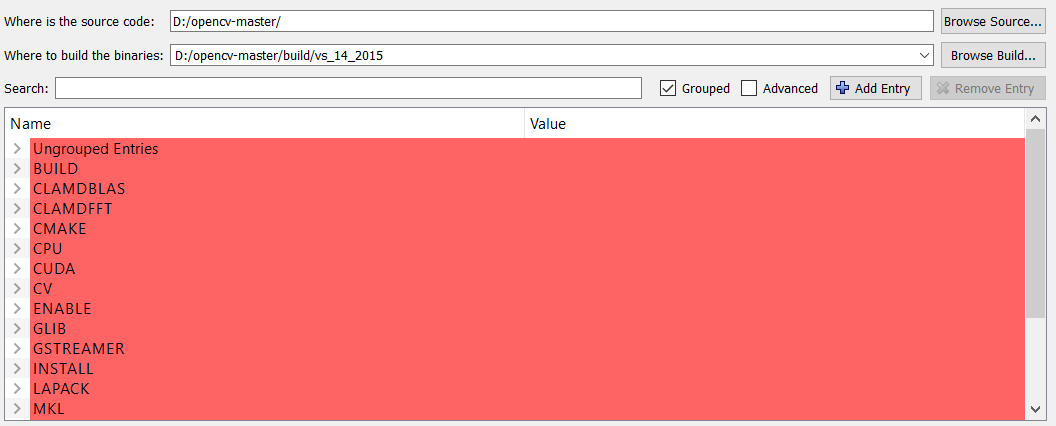 Where is the source code: D:/opencv-master/ Browse Source...
Where to build the binaries: D:/opencv-master/build/vs_14_2015 Browse Build...
Search: Grouped Advanced Add Entry Remove Entry
Name Value
Ungrouped Entries
BUILD
CLAMDBLAS
CLAMDFFT
CMAKE
CPU
CUDA
CV
ENABLE
GLIB
GSTREAMER
INSTALL
LAPACK
MKL